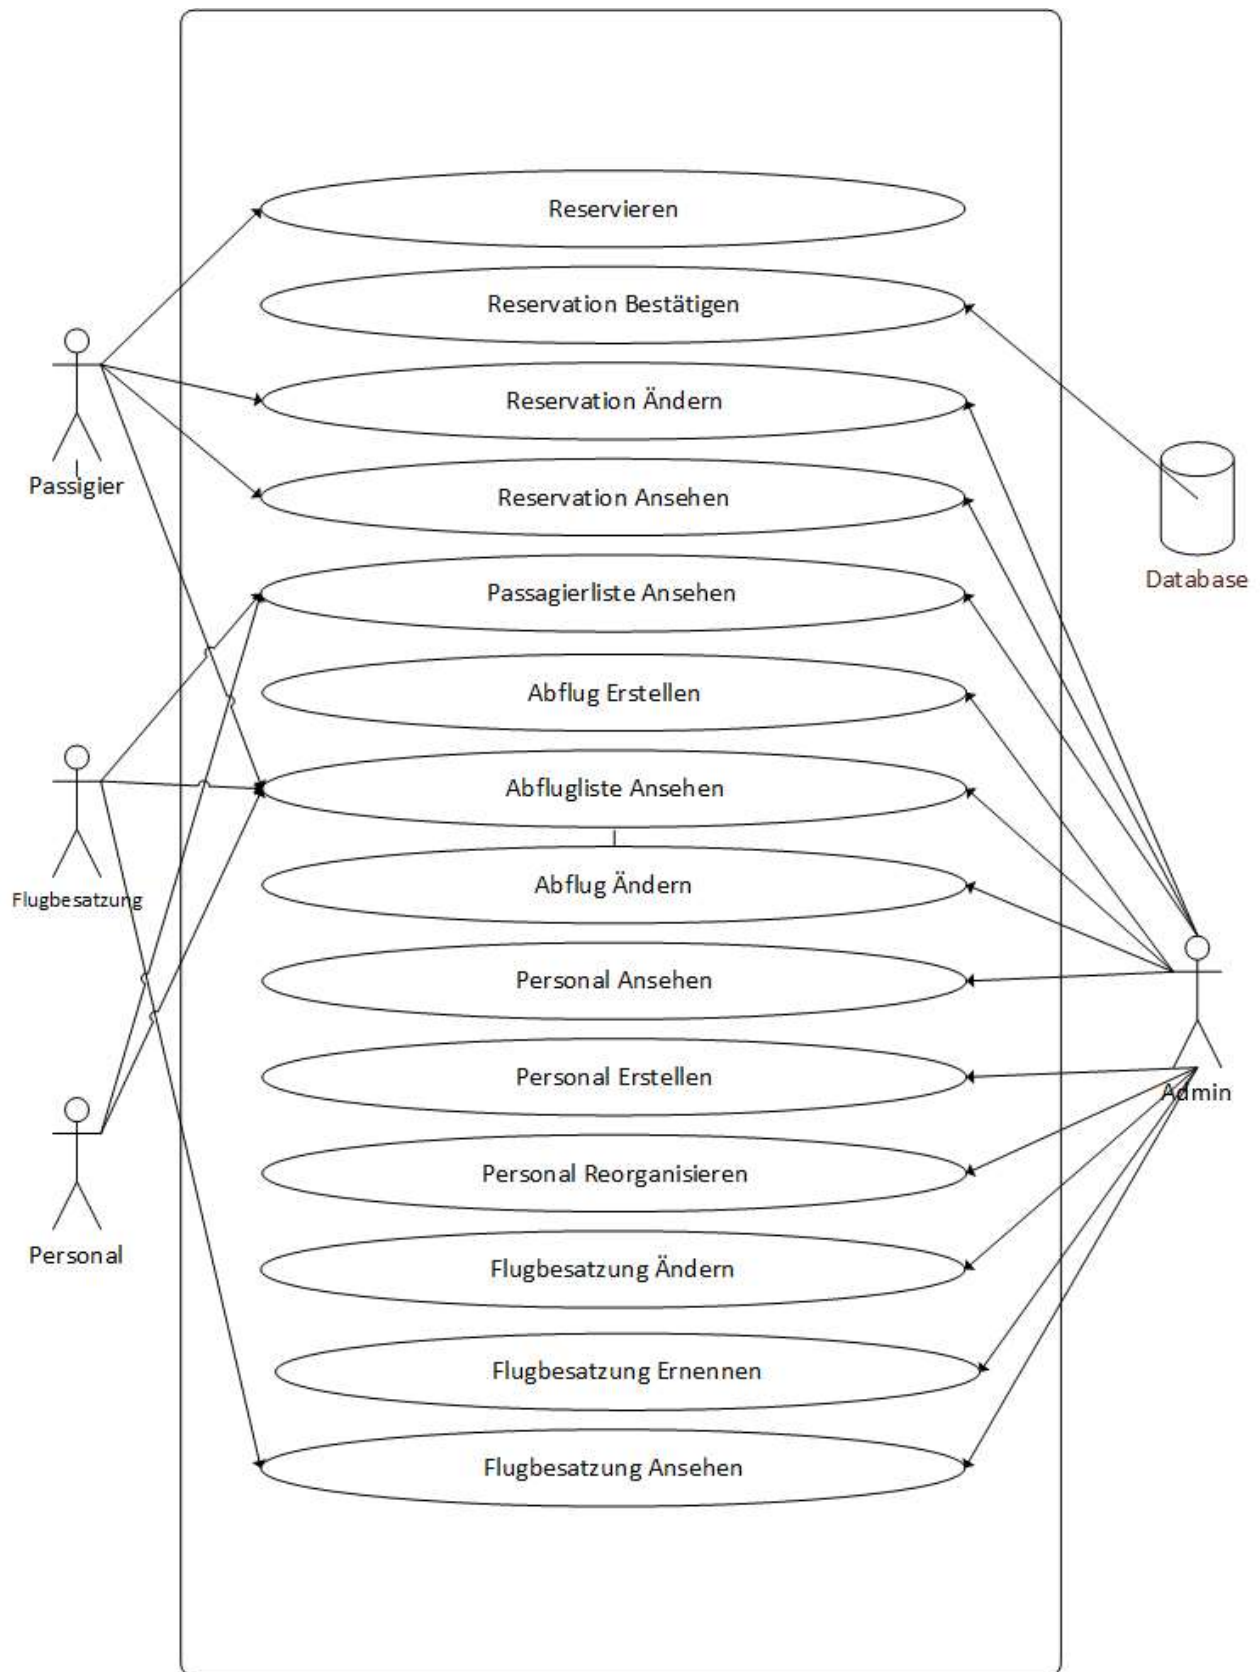 Reservieren
Reservation Bestätigen
Reservation Ändern
Passigier
Reservation Ansehen
Database
Passagierliste Ansehen
Abflug Erstellen
Abflugliste Ansehen
Abflug Ändern
Flugbesatzung
Personal Ansehen
Personal Erstellen
Admin
Personal Reorganisieren
Personal
Flugbesatzung Ändern
Flugbesatzung Ernennen
Flugbesatzung Ansehen